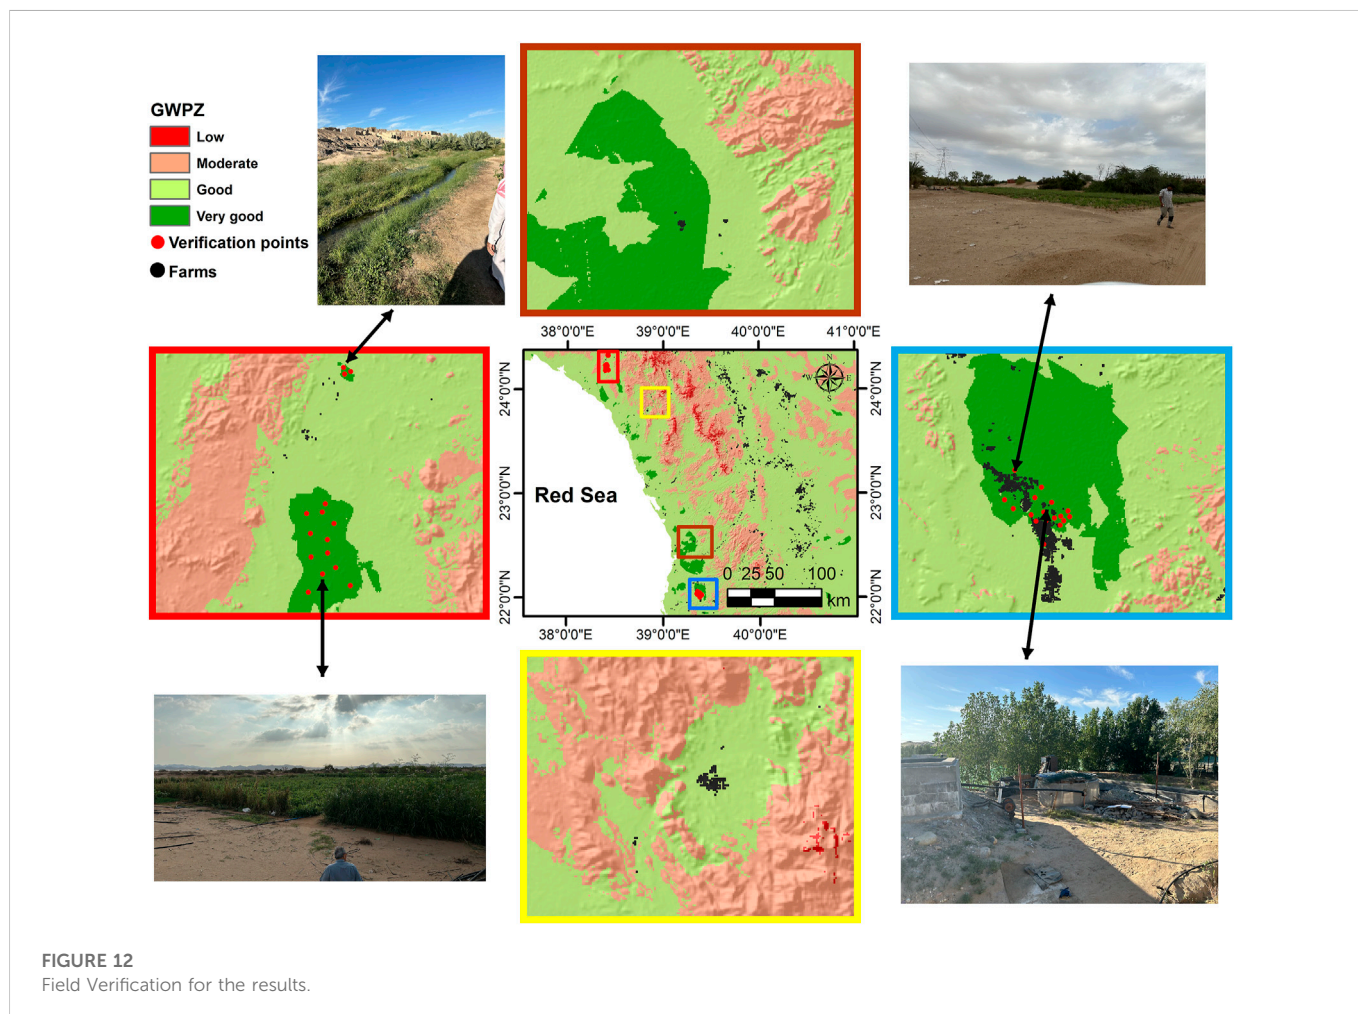 GWPZ
Low
Moderate
Good
Very good
Verification points
Farms
38°0'0"E 39°0'0"E 40°0'0"E 41°0'0"E
24°0'0"N
23°0'0"N
22°0'0"N
N
W E
S
Red Sea
0 25 50 100
km
24°0'0"N
23°0'0"N
22°0'0"N
38°0'0"E 39°0'0"E 40°0'0"E
FIGURE 12
Field Verification for the results.